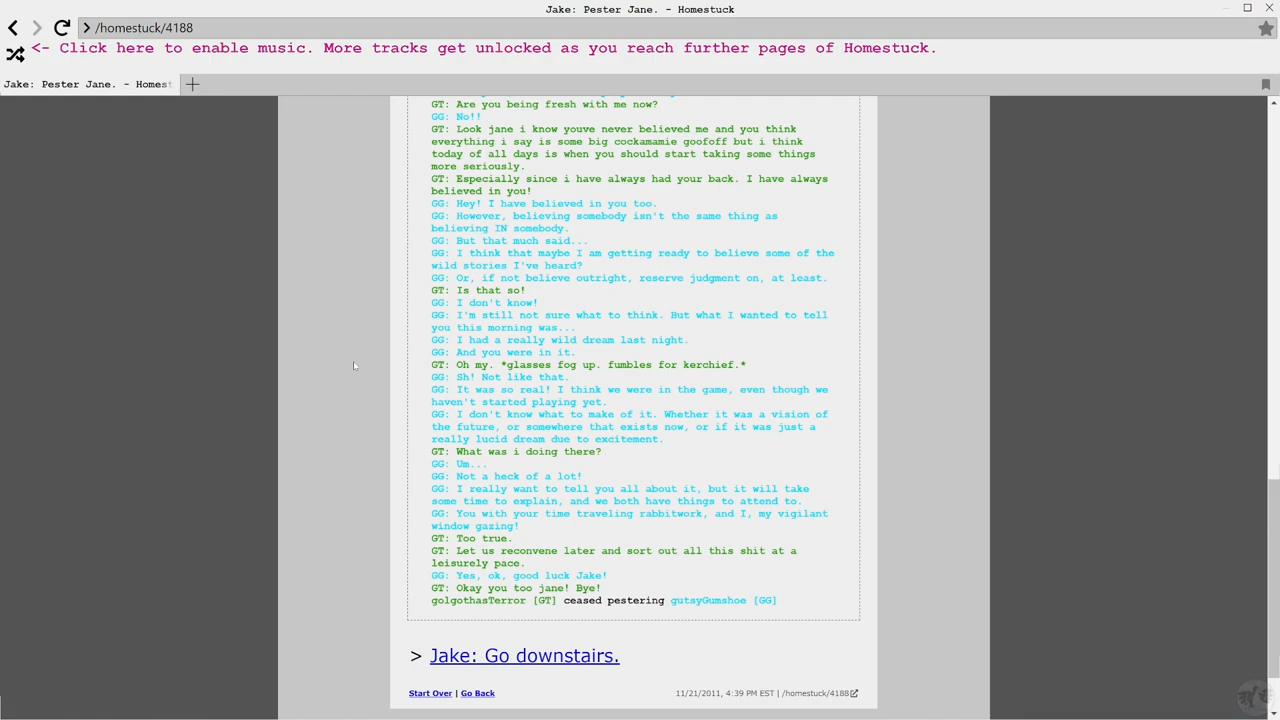 Jake: Pester Jane. - Homestuck
/homestuck/4188
<- Click here to enable music. More tracks get unlocked as you reach further pages of Homestuck.
Jake: Pester Jane. - Homest
GT: Are you being fresh with me now?
GG: No!!
GT: Look jane i know youve never believed me and you think
everything i say is some big cockamamie goofoff but i think
today of all days is when you should start taking some things
more seriously.
GT: Especially since i have always had your back. I have always
believed in you!
GG: Hey! I have believed in you too.
GG: However, believing somebody isn't the same thing as
believing IN somebody.
GG: But that much said...
GG: I think that maybe I am getting ready to believe some of the
wild stories I've heard?
GG: Or, if not believe outright, reserve judgment on, at least.
GT: Is that so!
GG: I don't know!
GG: I'm still not sure what to think. But what I wanted to tell
you this morning was...
GG: I had a really wild dream last night.
GG: And you were in it.
GT: Oh my. *glasses fog up. fumbles for kerchief.*
GG: Sh! Not like that.
GG: It was so real! I think we were in the game, even though we
haven't started playing yet.
GG: I don't know what to make of it. Whether it was a vision of
the future, or somewhere that exists now, or if it was just a
really lucid dream due to excitement.
GT: What was i doing there?
GG: Um...
GG: Not a heck of a lot!
GG: I really want to tell you all about it, but it will take
some time to explain, and we both have things to attend to.
GG: You with your time traveling rabbitwork, and I, my vigilant
window gazing!
GT: Too true.
GT: Let us reconvene later and sort out all this shit at a
leisurely pace.
GG: Yes, ok, good luck Jake!
GT: Okay you too jane! Bye!
golgothasTerror [GT] ceased pestering gutsyGumshoe [GG]
> Jake: Go downstairs.
Start Over | Go Back
11/21/2011, 4:39 PM EST | /homestuck/4188